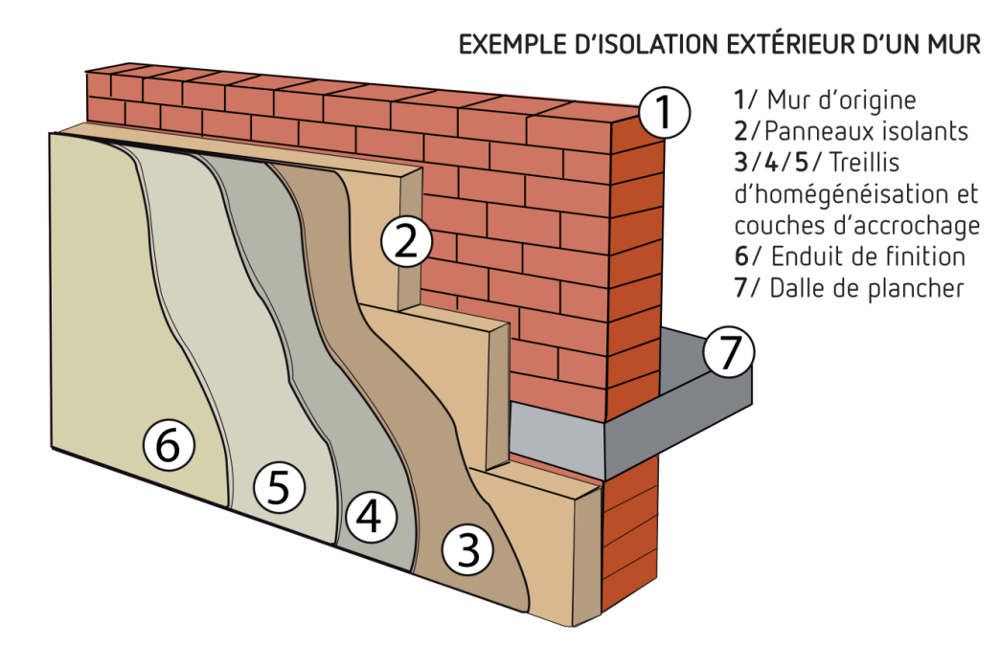 EXEMPLE D'ISOLATION EXTÉRIEUR D'UN MUR
1/ Mur d'origine
2/Panneaux isolants
3/4/5/ Treillis
d'homégénéisation et
couches d'accrochage
6/ Enduit de finition
7/ Dalle de plancher
1
2
7
6
5
4
3